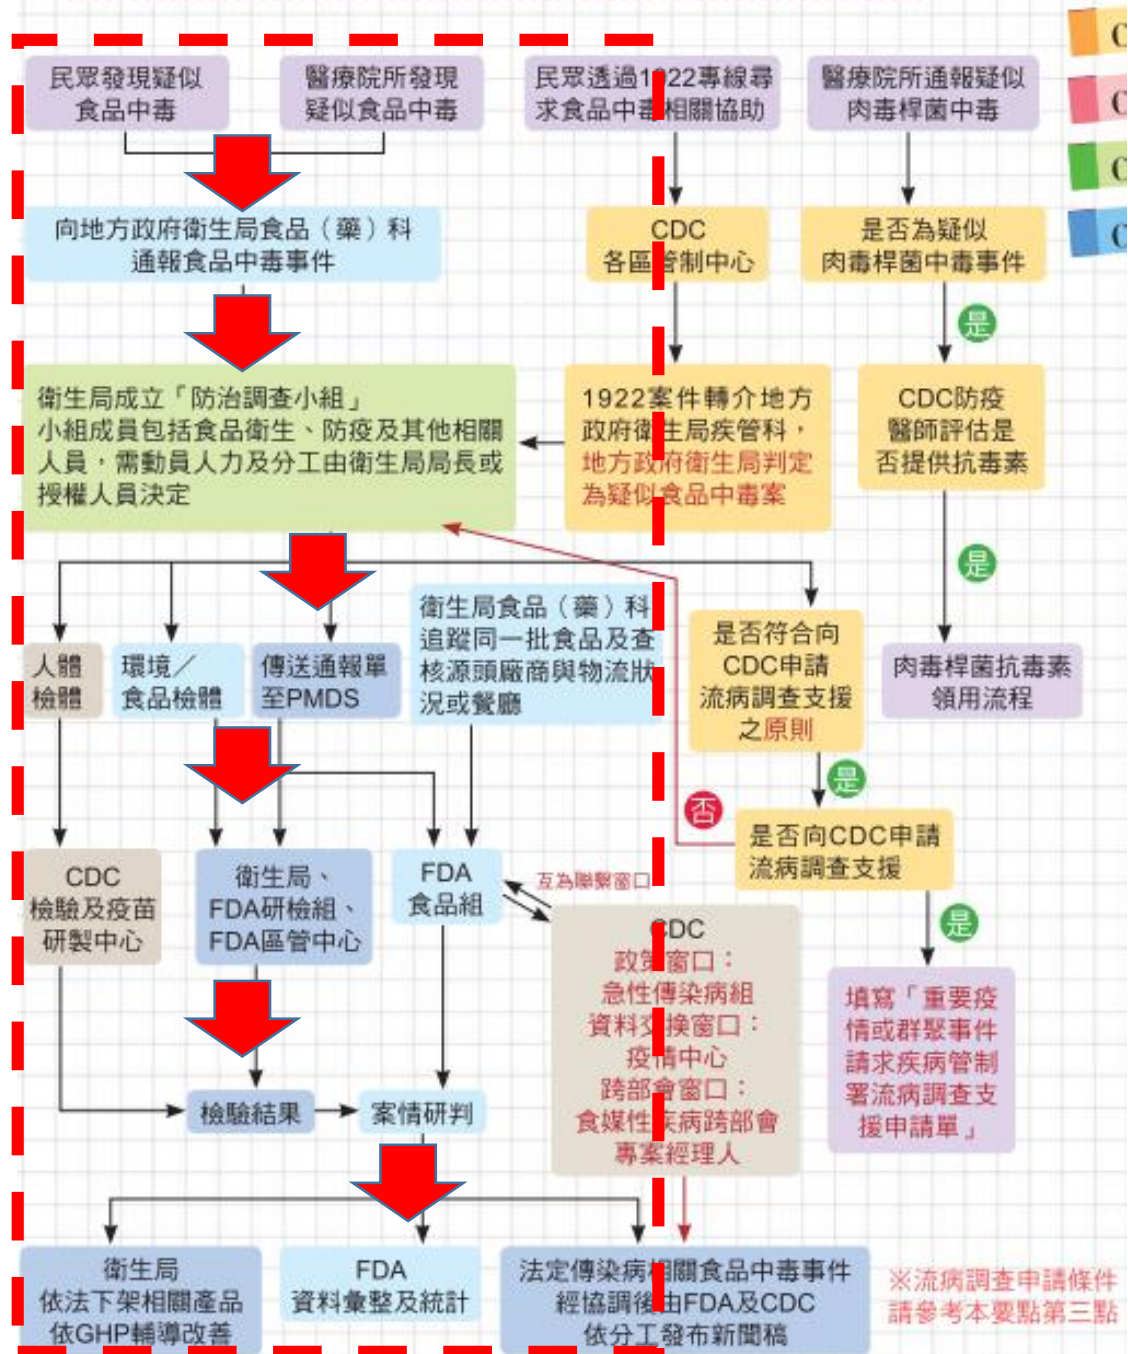 民眾發現疑似
食品中毒
醫療院所發現
疑似食品中毒
民眾透過1922專線尋
求食品中毒相關協助
醫療院所通報疑似
肉毒桿菌中毒
C
C
C
C
向地方政府衛生局食品（藥）科
通報食品中毒事件
CDC
各區管制中心
是否為疑似
肉毒桿菌中毒事件
是
衛生局成立「防治調查小組」
小組成員包括食品衛生、防疫及其他相關
人員，需動員人力及分工由衛生局局長或
授權人員決定
1922案件轉介地方
政府衛生局疾管科，
地方政府衛生局判定
為疑似食品中毒案
CDC防疫
醫師評估是
否提供抗毒素
是
人體
檢體
環境／
食品檢體
傳送通報單
至PMDS
衛生局食品（藥）科
追蹤同一批食品及查
核源頭廠商與物流狀
況或餐廳
是否符合向
CDC申請
流病調查支援
之原則
肉毒桿菌抗毒素
領用流程
是
否
是否向CDC申請
流病調查支援
CDC
檢驗及疫苗
研製中心
衛生局、
FDA研檢組、
FDA區管中心
FDA
食品組
互為聯繫窗口
CDC
政策窗口：
急性傳染病組
資料交換窗口：
疫情中心
跨部會窗口：
食媒性疾病跨部會
專案經理人
是
填寫「重要疫
情或群聚事件
請求疾病管制
署流病調查支
援申請單」
檢驗結果
案情研判
衛生局
依法下架相關產品
依GHP輔導改善
FDA
資料彙整及統計
法定傳染病相關食品中毒事件
經協調後由FDA及CDC
依分工發布新聞稿
※流病調查申請條件
請參考本要點第三點